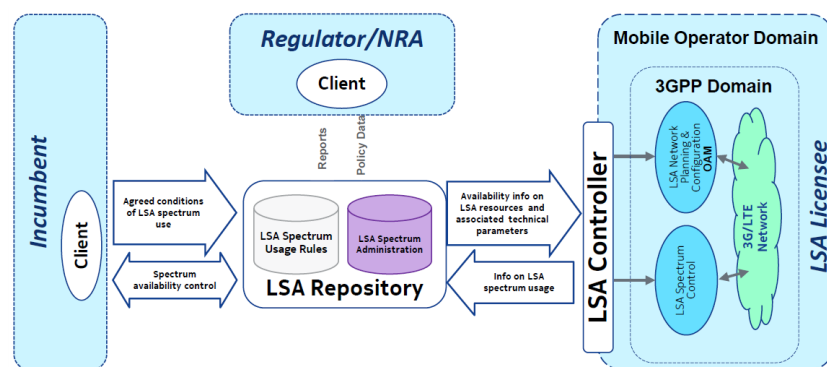 Regulator/NRA
Client
Reports
Policy Data
Incumbent
Client
Agreed conditions
of LSA spectrum
use
Spectrum
availability control
LSA Spectrum
Usage Rules
LSA Spectrum
Administration
LSA Repository
Availability info on
LSA resources and
associated technical
parameters
Info on LSA
spectrum usage
LSA Controller
Mobile Operator Domain
3GPP Domain
LSA Network
Planning &
Configuration
OAM
LSA Spectrum
Control
3G/LTE
Network
LSA Licensee